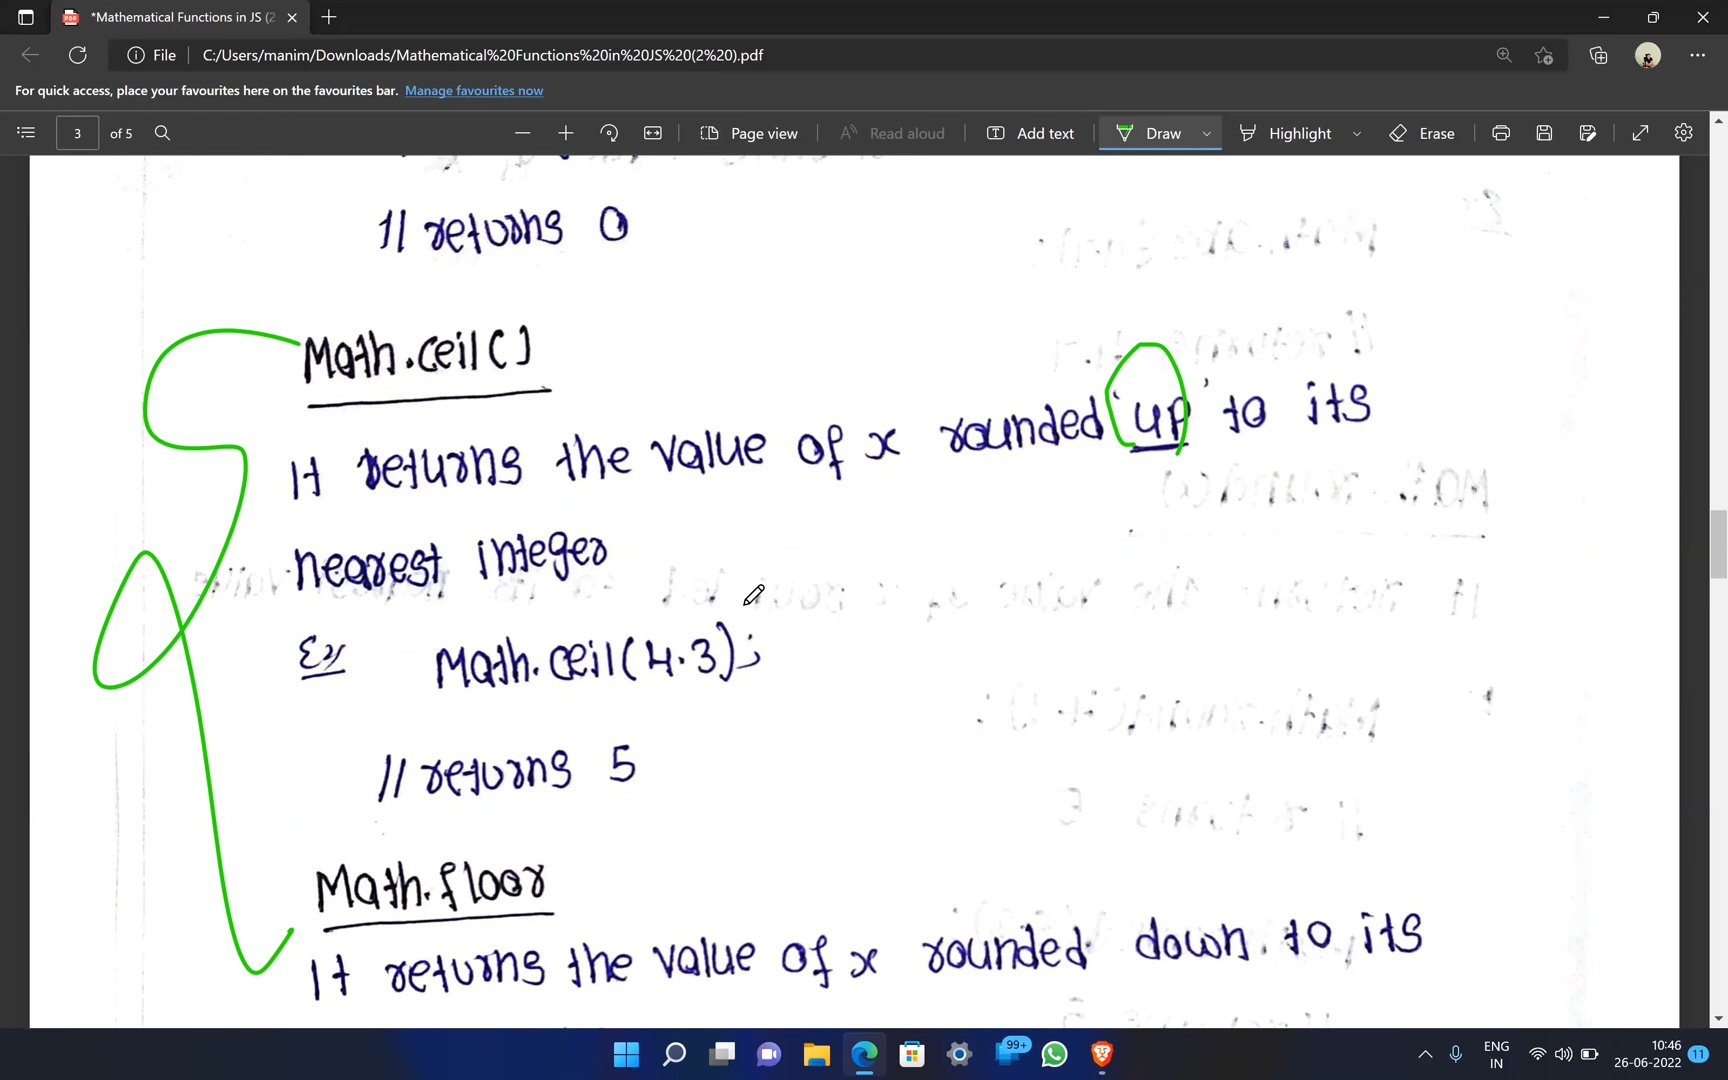 *Mathematical Functions in JS (2
File C:/Users/manim/Downloads/Mathematical%20Functions%20in%20JS%20(2%20).pdf
For quick access, place your favourites here on the favourites bar. Manage favourites now
3 of 5 Page view Read aloud Add text Draw Highlight Erase
// returns 0
Math.ceil()
It returns the value of x rounded 'up' to its
nearest integer
Ex Math.ceil(4.3);
// returns 5
Math.floor
It returns the value of x rounded down to its
99+
ENG
IN
10:46
26-06-2022
11